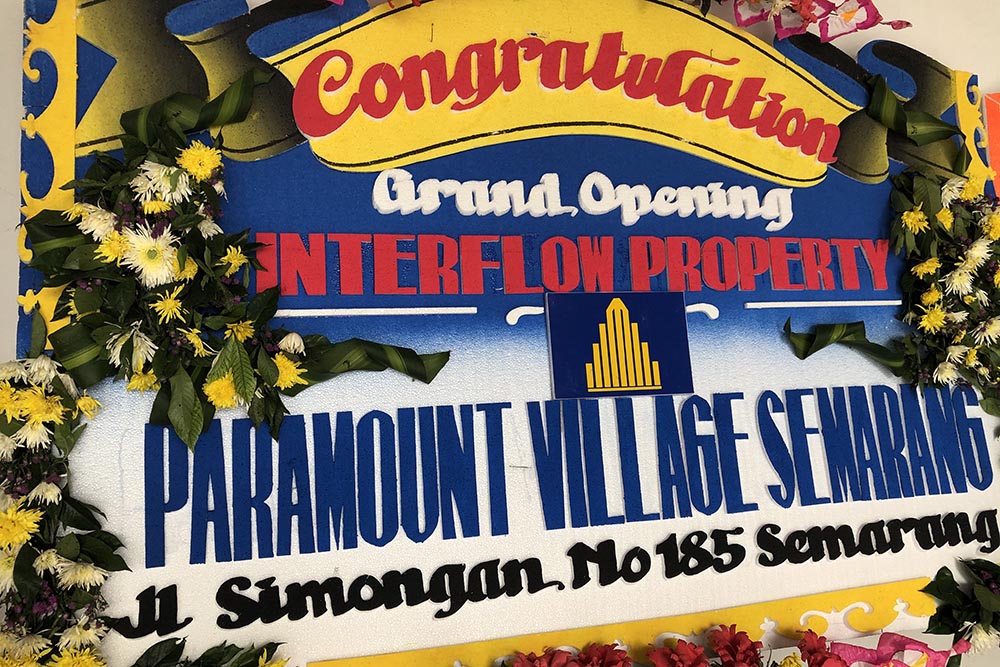 Congratulation
Grand Opening
INTERFLOW PROPERTY
PARAMOUNT VILLAGE SEMARANG
Jl Simongan No 185 Semarang